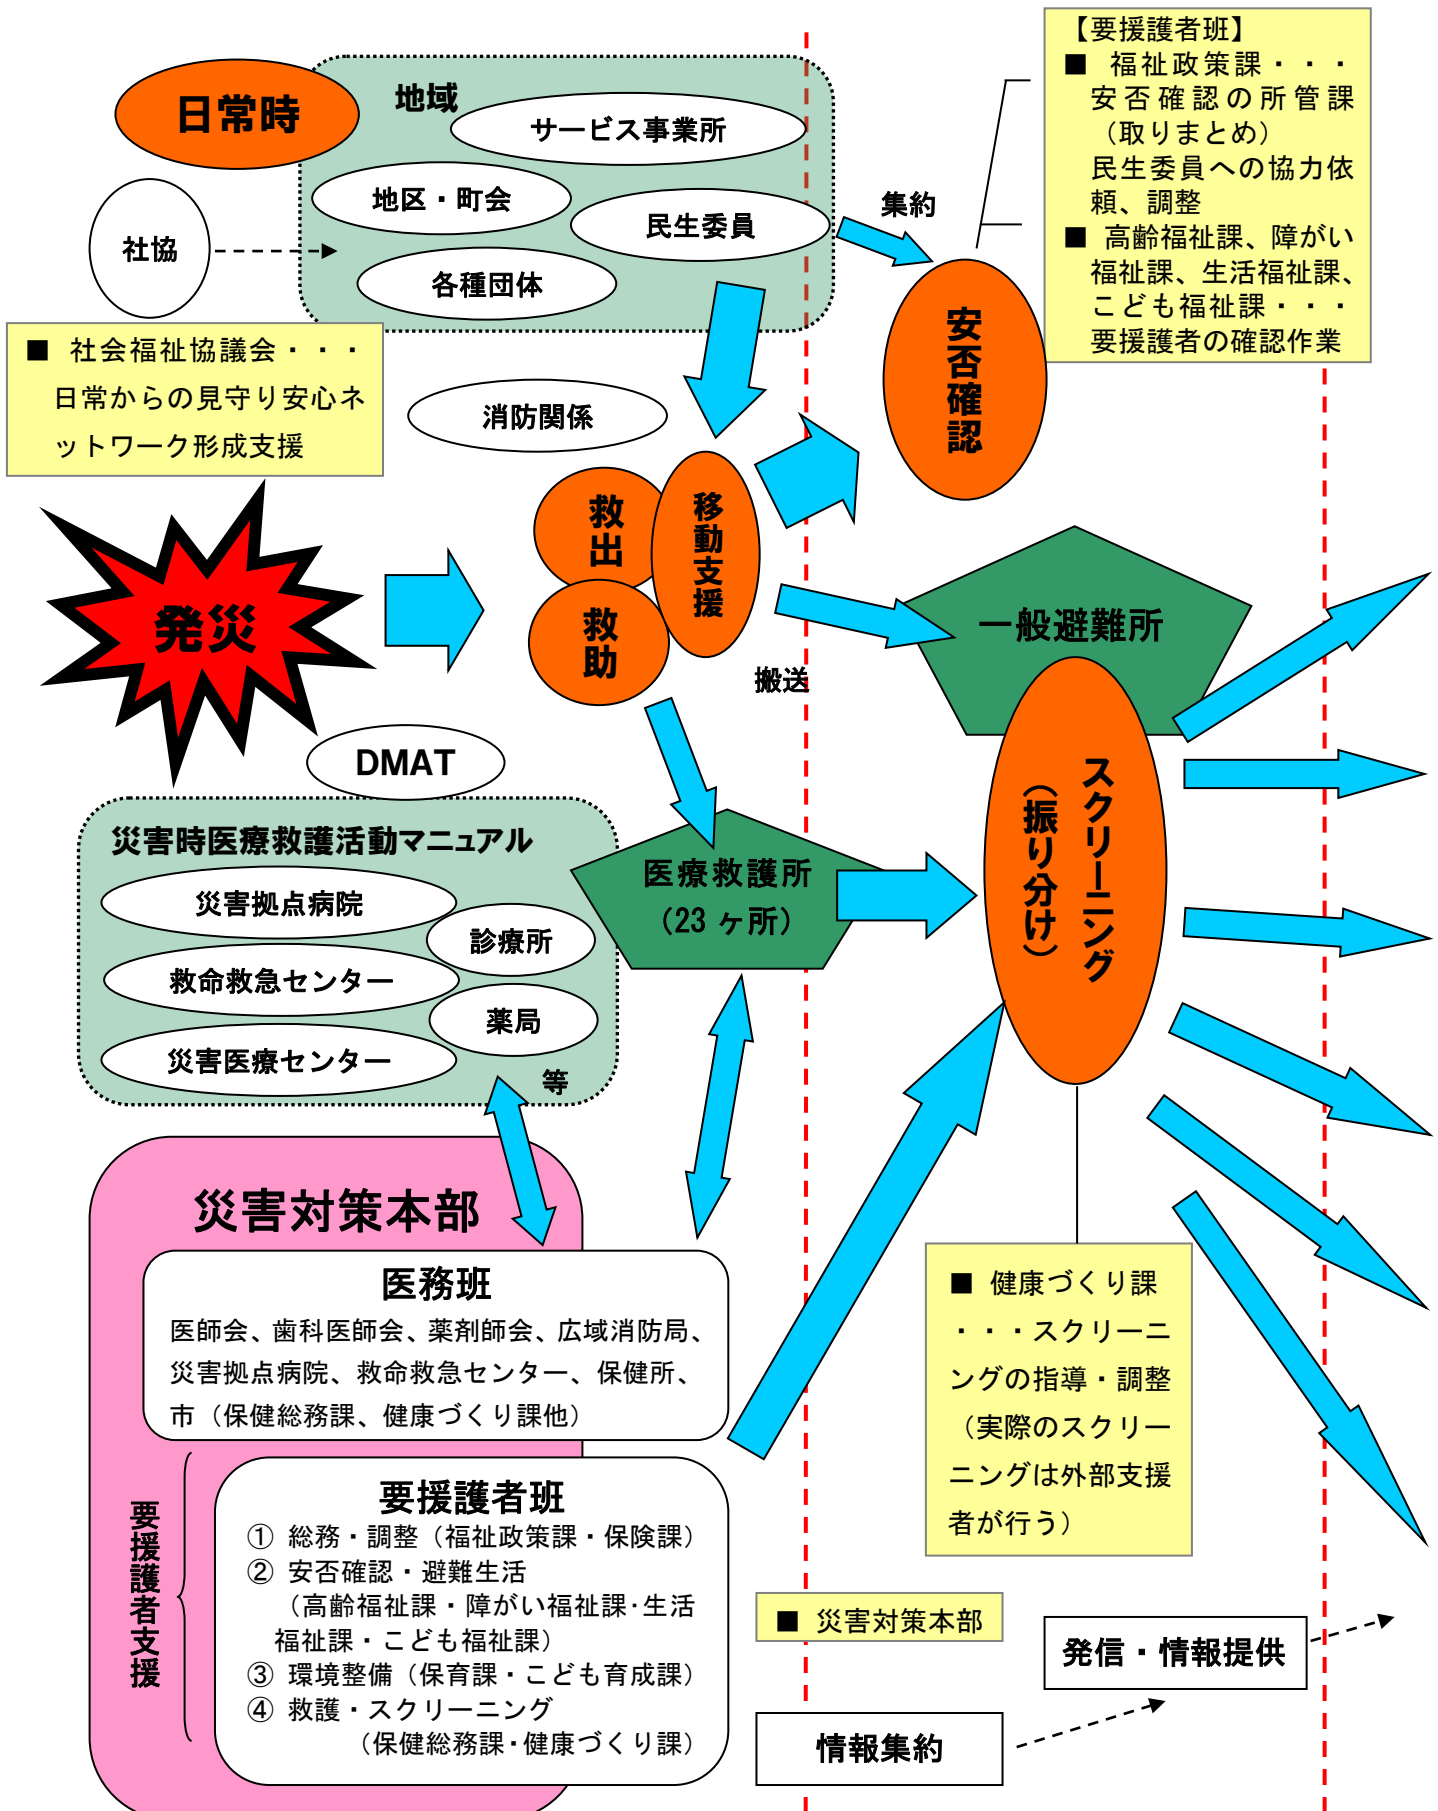 日常時
地域
サービス事業所
地区・町会
民生委員
各種団体
社協
■ 社会福祉協議会・・・
日常からの見守り安心ネ
ットワーク形成支援
集約
【要援護者班】
■ 福祉政策課・・・
安否確認の所管課
（取りまとめ）
民生委員への協力依
頼、調整
■ 高齢福祉課、障がい
福祉課、生活福祉課、
こども福祉課・・・
要援護者の確認作業
安否確認
消防関係
救出
救助
移動支援
発災
搬送
一般避難所
スクリーニング
（振り分け）
DMAT
災害時医療救護活動マニュアル
災害拠点病院
診療所
救命救急センター
薬局
災害医療センター
等
医療救護所
（23 ヶ所）
災害対策本部
医務班
医師会、歯科医師会、薬剤師会、広域消防局、
災害拠点病院、救命救急センター、保健所、
市（保健総務課、健康づくり課他）
要援護者支援
要援護者班
① 総務・調整（福祉政策課・保険課）
② 安否確認・避難生活
（高齢福祉課・障がい福祉課・生活
福祉課・こども福祉課）
③ 環境整備（保育課・こども育成課）
④ 救護・スクリーニング
（保健総務課・健康づくり課）
■ 健康づくり課
・・・スクリーニ
ングの指導・調整
（実際のスクリー
ニングは外部支援
者が行う）
■ 災害対策本部
発信・情報提供
情報集約